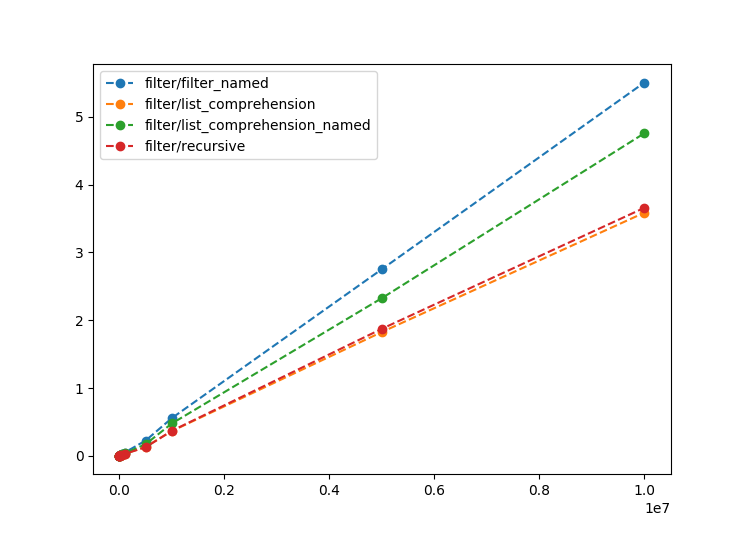 filter/filter_named
filter/list_comprehension
filter/list_comprehension_named
filter/recursive
5
4
3
2
1
0
0.0 0.2 0.4 0.6 0.8 1.0
1e7